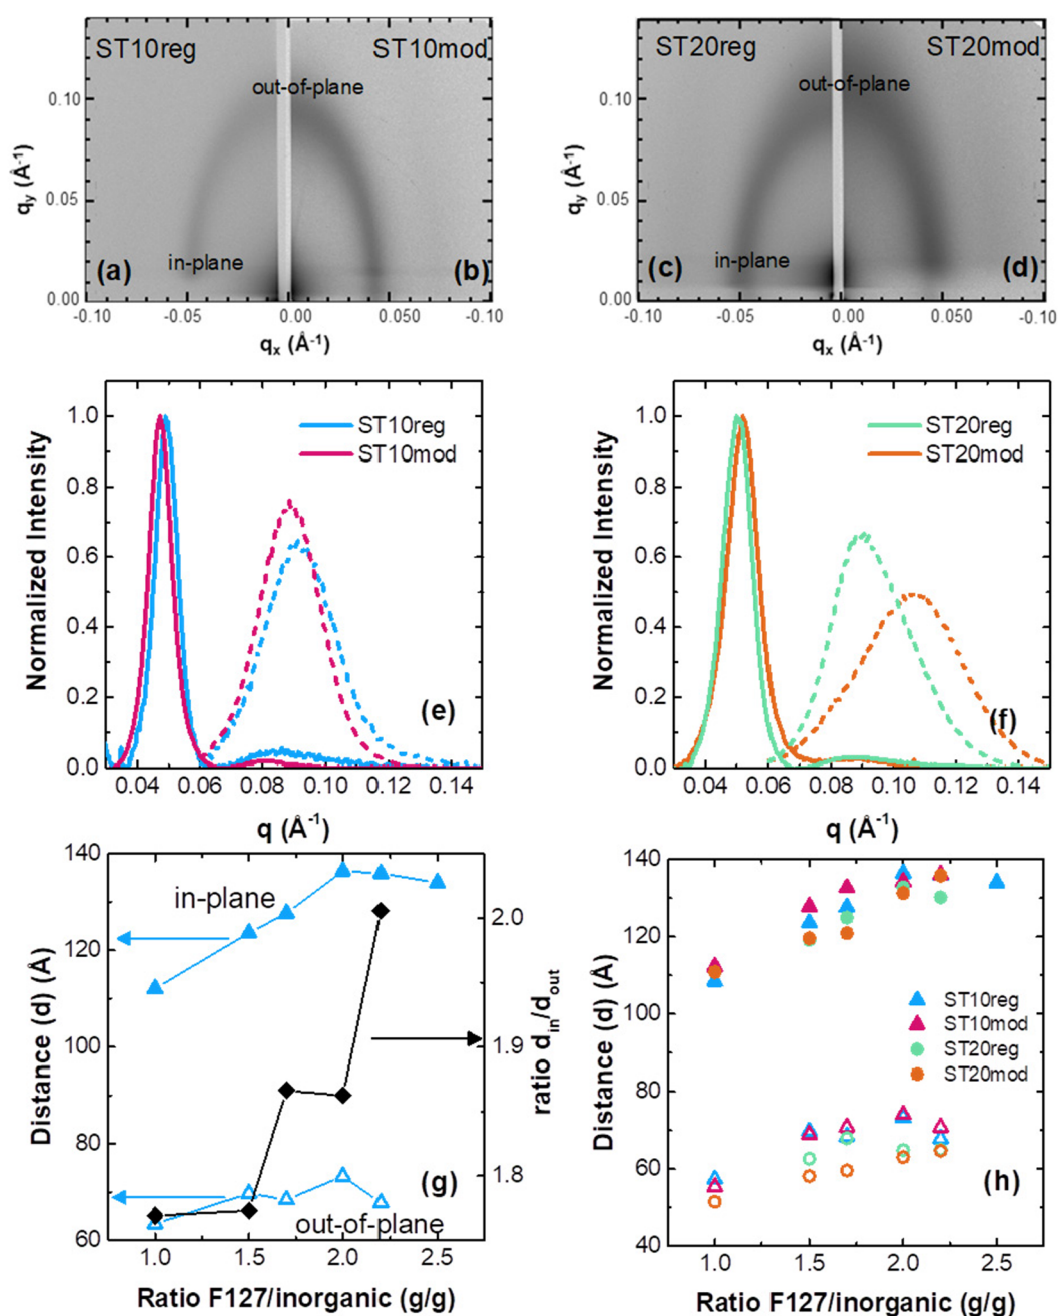 ST10reg
ST10mod
out-of-plane
in-plane
(a)
(b)
0.10
0.05
0.00
-0.10
-0.05
0.00
0.050
-0.10
qy (Å-1)
qx (Å-1)
ST20reg
ST20mod
out-of-plane
in-plane
(c)
(d)
0.10
0.05
0.00
-0.10
-0.05
0.00
0.050
-0.10
qy (Å-1)
qx (Å-1)
ST10reg
ST10mod
(e)
1.0
0.8
0.6
0.4
0.2
0.0
0.04
0.06
0.08
0.10
0.12
0.14
Normalized Intensity
q (Å-1)
ST20reg
ST20mod
(f)
1.0
0.8
0.6
0.4
0.2
0.0
0.04
0.06
0.08
0.10
0.12
0.14
Normalized Intensity
q (Å-1)
in-plane
out-of-plane
(g)
140
120
100
80
60
2.0
1.9
1.8
1.0
1.5
2.0
2.5
Distance (d) (Å)
ratio din/dout
Ratio F127/inorganic (g/g)
ST10reg
ST10mod
ST20reg
ST20mod
(h)
140
120
100
80
60
40
1.0
1.5
2.0
2.5
Distance (d) (Å)
Ratio F127/inorganic (g/g)